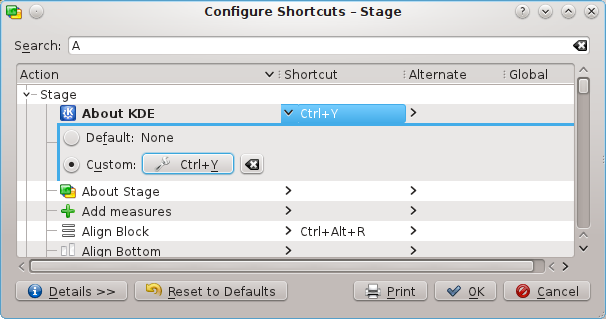 Configure Shortcuts – Stage
Search: A
Action Shortcut Alternate Global
Stage
About KDE Ctrl+Y
Default: None
Custom: Ctrl+Y
About Stage
Add measures
Align Block Ctrl+Alt+R
Align Bottom
Details >> Reset to Defaults Print OK Cancel